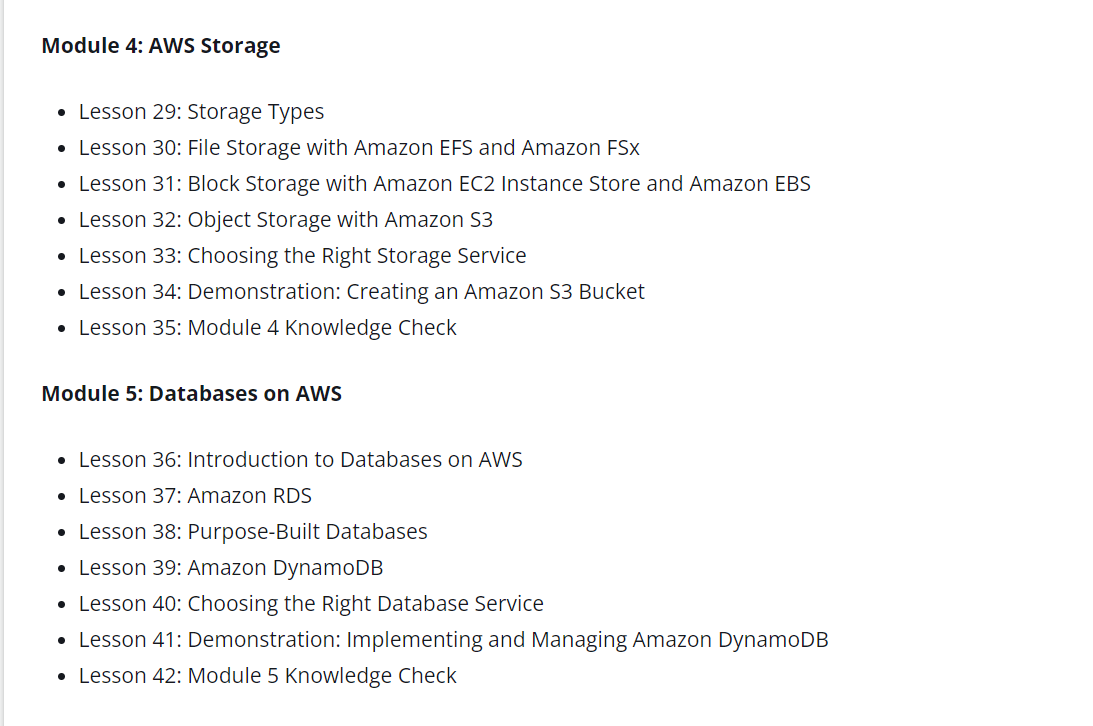 Module 4: AWS Storage
• Lesson 29: Storage Types
• Lesson 30: File Storage with Amazon EFS and Amazon FSx
• Lesson 31: Block Storage with Amazon EC2 Instance Store and Amazon EBS
• Lesson 32: Object Storage with Amazon S3
• Lesson 33: Choosing the Right Storage Service
• Lesson 34: Demonstration: Creating an Amazon S3 Bucket
• Lesson 35: Module 4 Knowledge Check
Module 5: Databases on AWS
• Lesson 36: Introduction to Databases on AWS
• Lesson 37: Amazon RDS
• Lesson 38: Purpose-Built Databases
• Lesson 39: Amazon DynamoDB
• Lesson 40: Choosing the Right Database Service
• Lesson 41: Demonstration: Implementing and Managing Amazon DynamoDB
• Lesson 42: Module 5 Knowledge Check